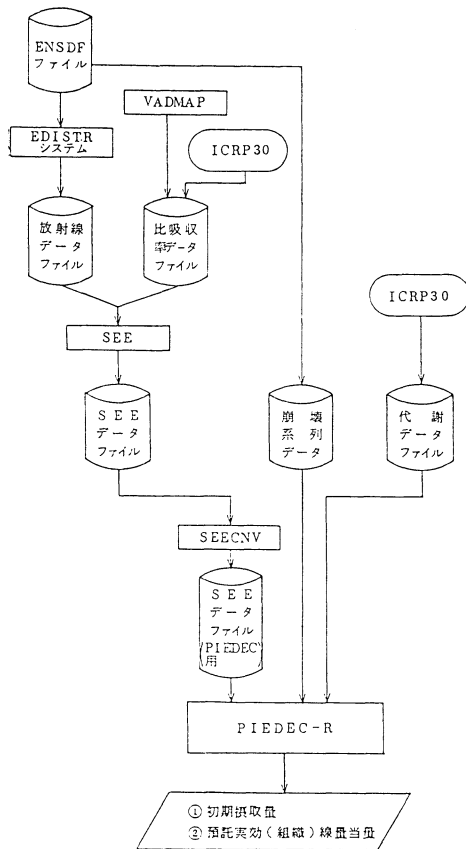 ENSDF
ファイル
VADMAP
EDISTR
システム
ICRP30
放射線
データ
ファイル
比吸収
率データ
ファイル
ICRP30
SEE
SEE
データ
ファイル
崩壊
系列
データ
代謝
データ
ファイル
SEECNV
SEE
データ
ファイル
(PIEDEC)
用
PIEDEC-R
① 初期摂取量
② 預託実効(組織)線量当量